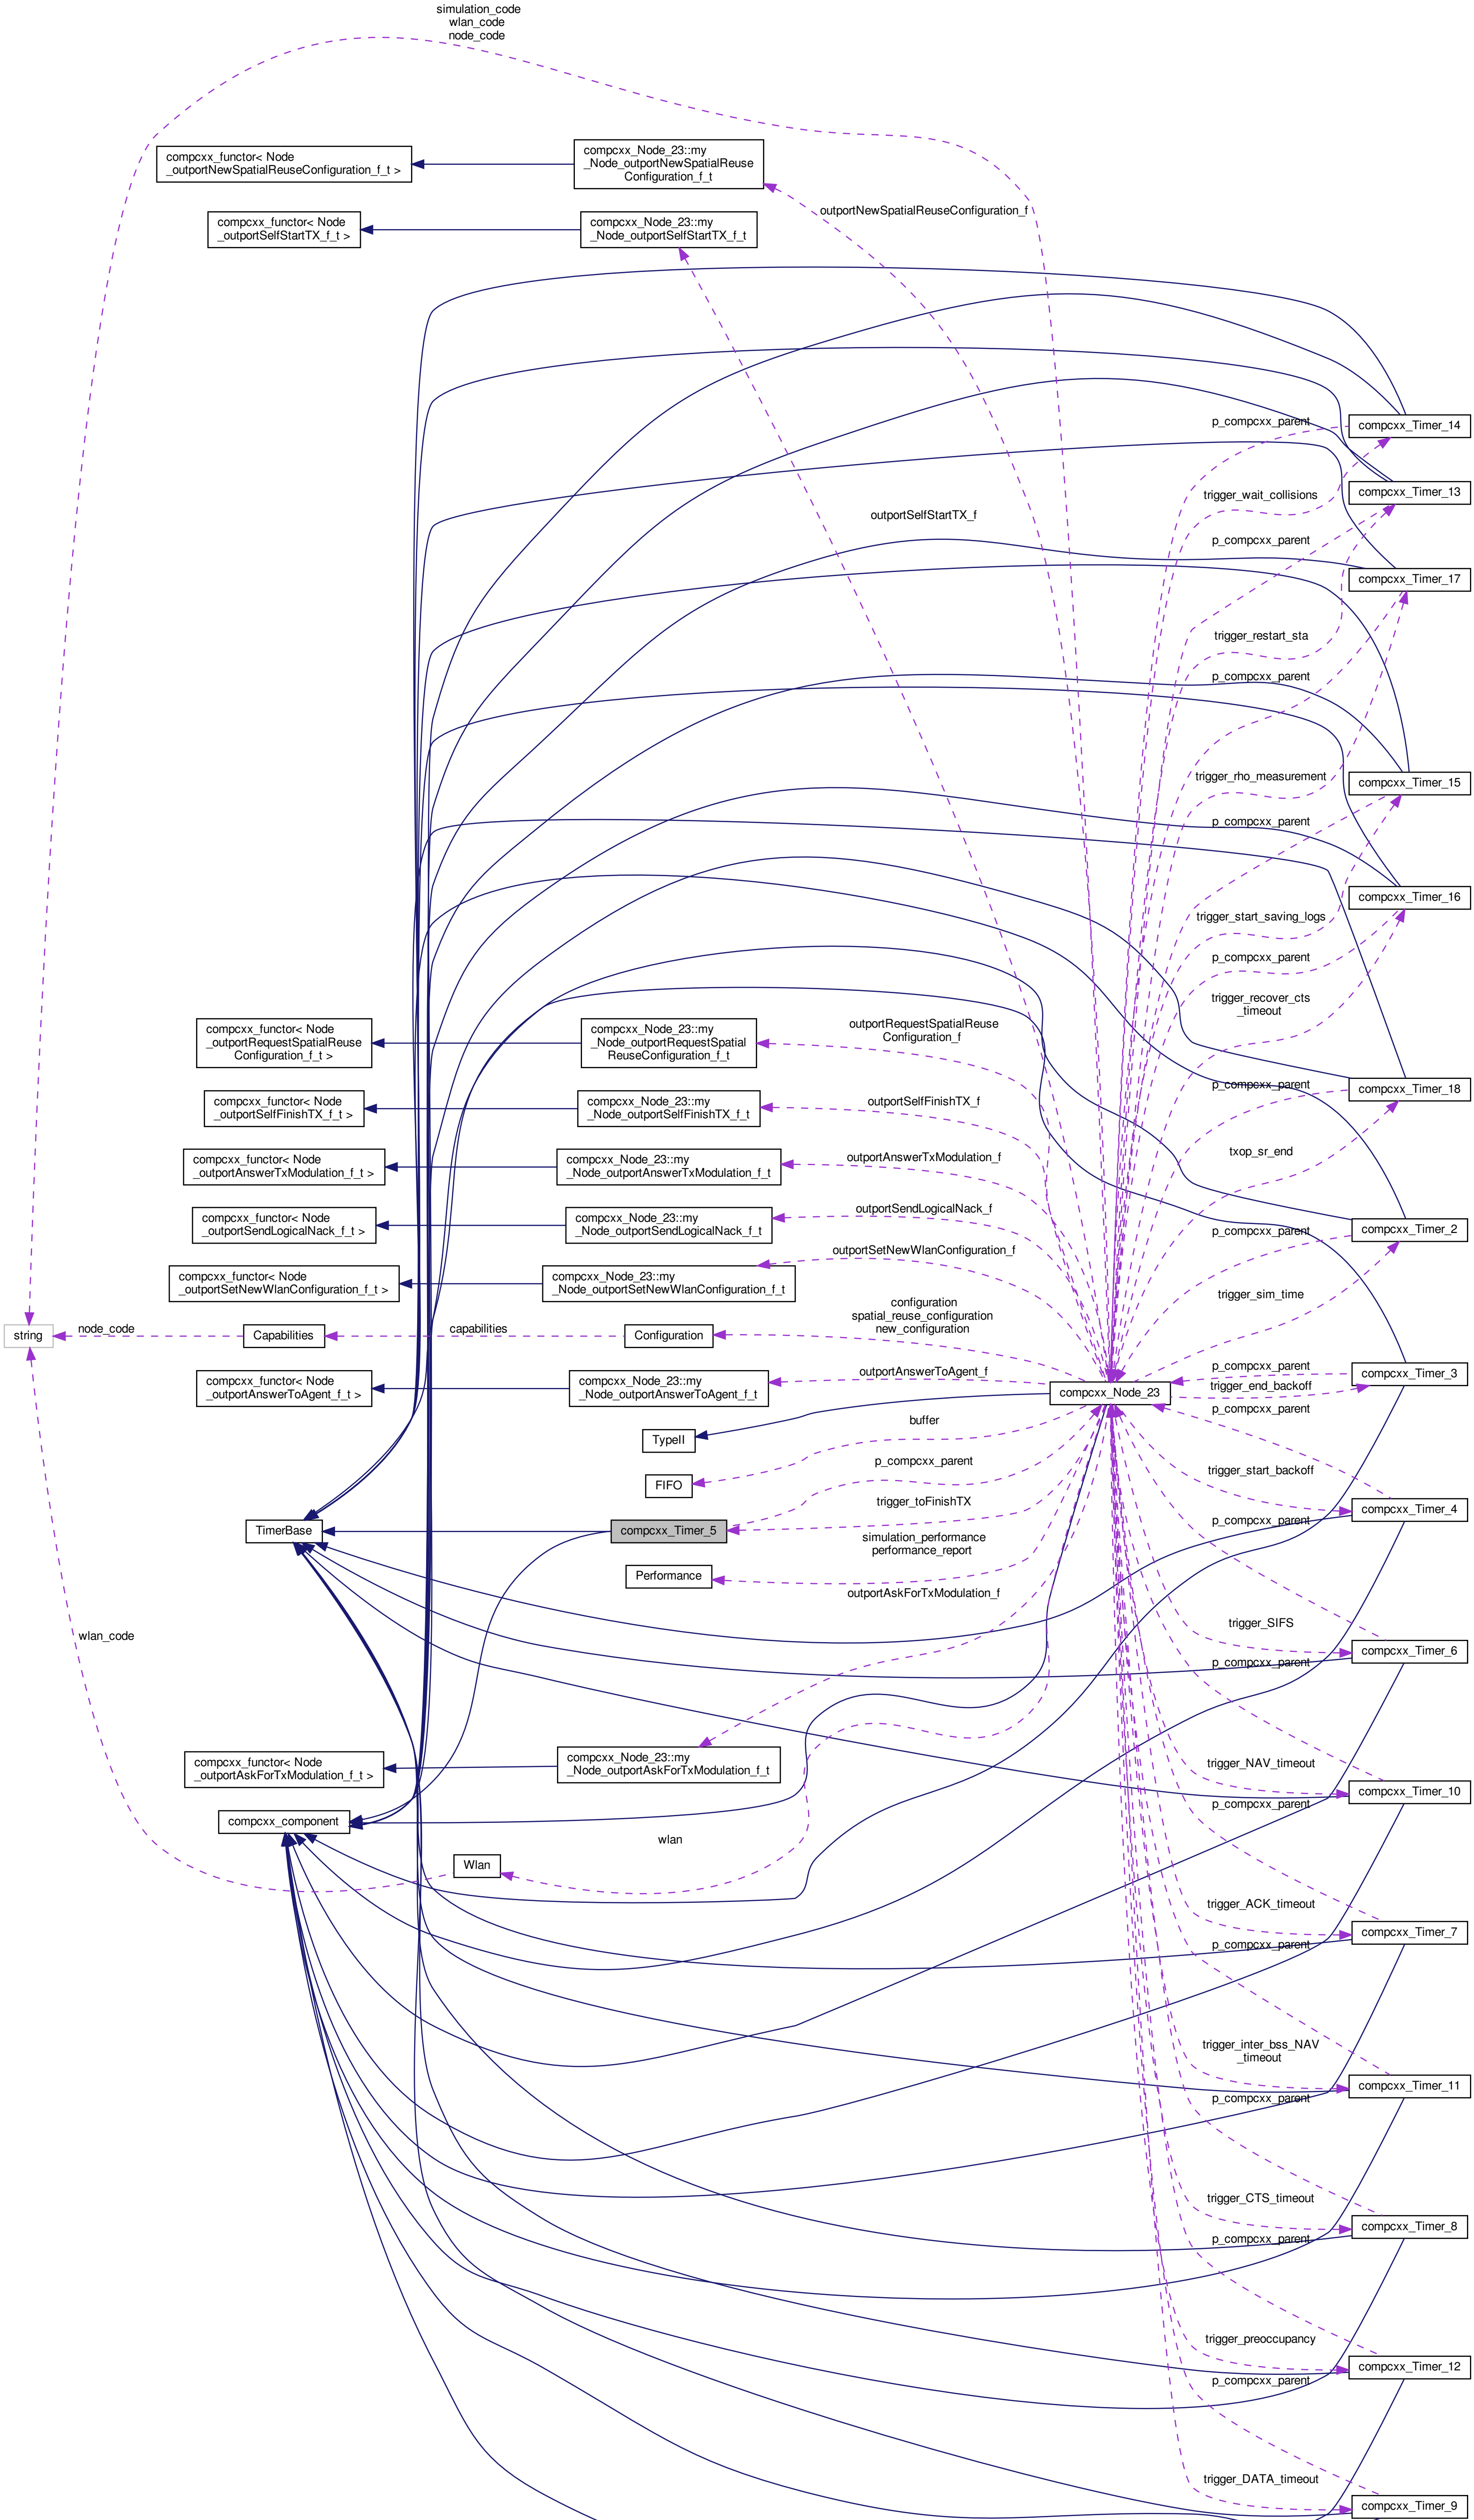 simulation_code
wlan_code
node_code
compcxx_functor< Node
_outportNewSpatialReuseConfiguration_f_t >
compcxx_Node_23::my
_Node_outportNewSpatialReuse
Configuration_f_t
outportNewSpatialReuseConfiguration_f
compcxx_functor< Node
_outportSelfStartTX_f_t >
compcxx_Node_23::my
_Node_outportSelfStartTX_f_t
p_compcxx_parent
compcxx_Timer_14
trigger_wait_collisions
compcxx_Timer_13
outportSelfStartTX_f
p_compcxx_parent
compcxx_Timer_17
trigger_restart_sta
p_compcxx_parent
trigger_rho_measurement
compcxx_Timer_15
p_compcxx_parent
compcxx_Timer_16
trigger_start_saving_logs
p_compcxx_parent
trigger_recover_cts
_timeout
compcxx_functor< Node
_outportRequestSpatialReuse
Configuration_f_t >
compcxx_Node_23::my
_Node_outportRequestSpatial
ReuseConfiguration_f_t
outportRequestSpatialReuse
Configuration_f
p_compcxx_parent
compcxx_Timer_18
compcxx_functor< Node
_outportSelfFinishTX_f_t >
compcxx_Node_23::my
_Node_outportSelfFinishTX_f_t
outportSelfFinishTX_f
compcxx_functor< Node
_outportAnswerTxModulation_f_t >
compcxx_Node_23::my
_Node_outportAnswerTxModulation_f_t
outportAnswerTxModulation_f
txop_sr_end
compcxx_functor< Node
_outportSendLogicalNack_f_t >
compcxx_Node_23::my
_Node_outportSendLogicalNack_f_t
outportSendLogicalNack_f
p_compcxx_parent
compcxx_Timer_2
compcxx_functor< Node
_outportSetNewWlanConfiguration_f_t >
compcxx_Node_23::my
_Node_outportSetNewWlanConfiguration_f_t
outportSetNewWlanConfiguration_f
trigger_sim_time
string
node_code
Capabilities
capabilities
Configuration
configuration
spatial_reuse_configuration
new_configuration
compcxx_functor< Node
_outportAnswerToAgent_f_t >
compcxx_Node_23::my
_Node_outportAnswerToAgent_f_t
outportAnswerToAgent_f
compcxx_Node_23
p_compcxx_parent
trigger_end_backoff
compcxx_Timer_3
p_compcxx_parent
TypeII
buffer
FIFO
p_compcxx_parent
trigger_start_backoff
trigger_toFinishTX
compcxx_Timer_4
p_compcxx_parent
TimerBase
compcxx_Timer_5
simulation_performance
performance_report
Performance
outportAskForTxModulation_f
wlan_code
trigger_SIFS
compcxx_Timer_6
p_compcxx_parent
compcxx_functor< Node
_outportAskForTxModulation_f_t >
compcxx_Node_23::my
_Node_outportAskForTxModulation_f_t
trigger_NAV_timeout
compcxx_Timer_10
p_compcxx_parent
compcxx_component
wlan
Wlan
trigger_ACK_timeout
compcxx_Timer_7
p_compcxx_parent
trigger_inter_bss_NAV
_timeout
compcxx_Timer_11
p_compcxx_parent
trigger_CTS_timeout
compcxx_Timer_8
p_compcxx_parent
trigger_preoccupancy
compcxx_Timer_12
p_compcxx_parent
trigger_DATA_timeout
compcxx_Timer_9